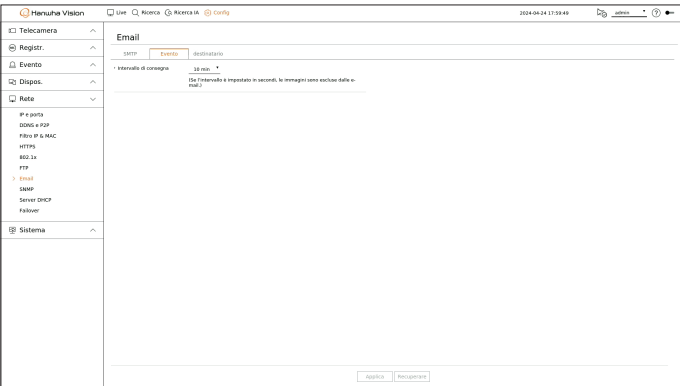 Hanwha Vision
Live Ricerca Ricerca IA Config
2024-04-24 17:59:49 admin ?
Telecamera
Registr.
Evento
Dispos.
Rete
IP e porta
DDNS e P2P
Filtro IP & MAC
HTTPS
802.1x
FTP
Email
SNMP
Server DHCP
Failover
Sistema
Email
SMTP Evento destinatario
Intervallo di consegna 10 min
(Se l'intervallo è impostato in secondi, le immagini sono escluse dalle e-
mail.)
Applica Recuperare